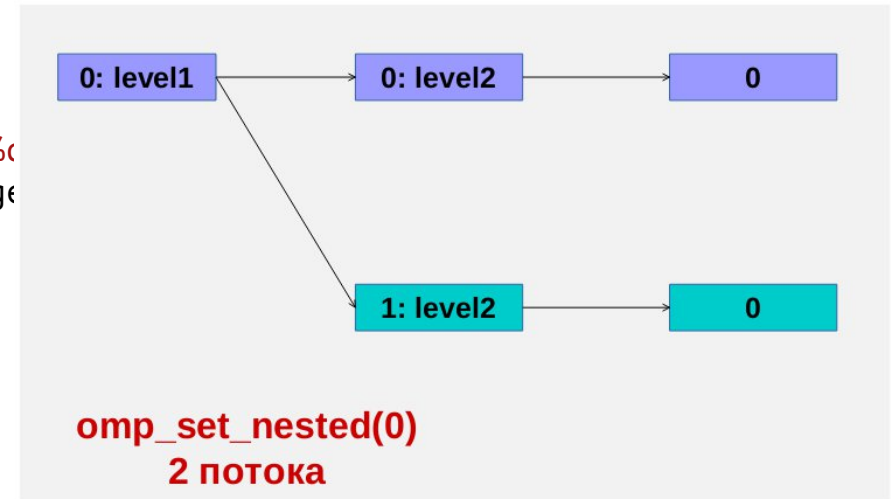 0: level1
0: level2
0
1: level2
0
omp_set_nested(0)
2 потока